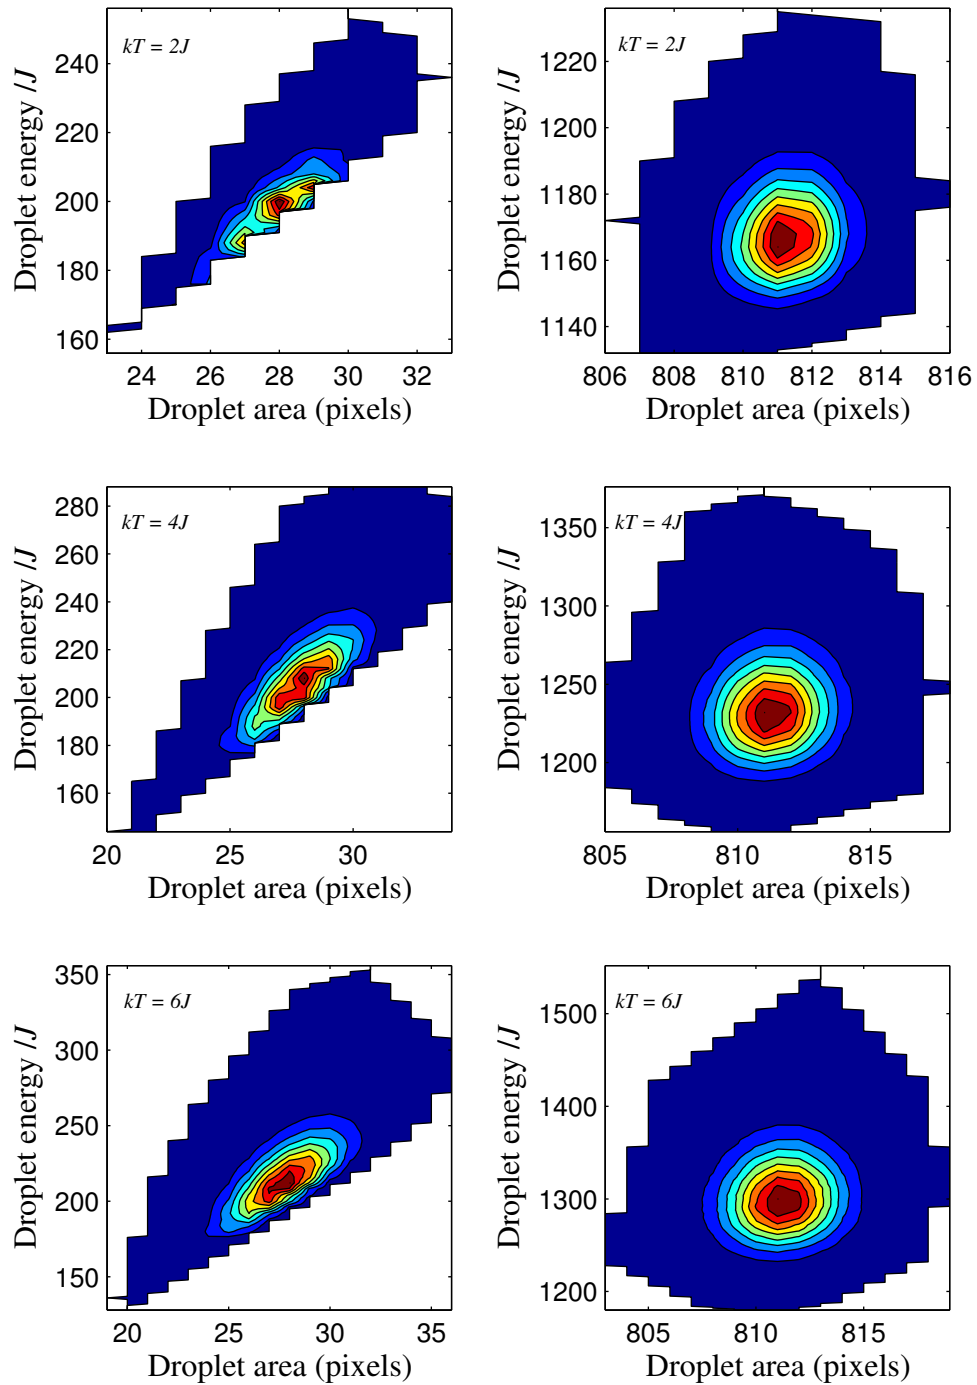 kT = 2J
Droplet energy /J
240
220
200
180
160
24 26 28 30 32
Droplet area (pixels)
kT = 2J
Droplet energy /J
1220
1200
1180
1160
1140
806 808 810 812 814 816
Droplet area (pixels)
kT = 4J
Droplet energy /J
280
260
240
220
200
180
160
20 25 30
Droplet area (pixels)
kT = 4J
Droplet energy /J
1350
1300
1250
1200
805 810 815
Droplet area (pixels)
kT = 6J
Droplet energy /J
350
300
250
200
150
20 25 30 35
Droplet area (pixels)
kT = 6J
Droplet energy /J
1500
1400
1300
1200
805 810 815
Droplet area (pixels)